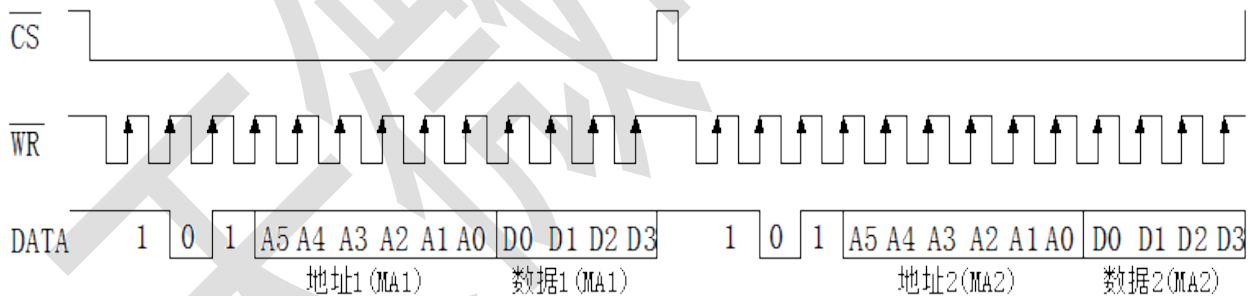 CS
WR
DATA 1 0 1 A5 A4 A3 A2 A1 A0 D0 D1 D2 D3 1 0 1 A5 A4 A3 A2 A1 A0 D0 D1 D2 D3
地址1(MA1) 数据1(MA1) 地址2(MA2) 数据2(MA2)